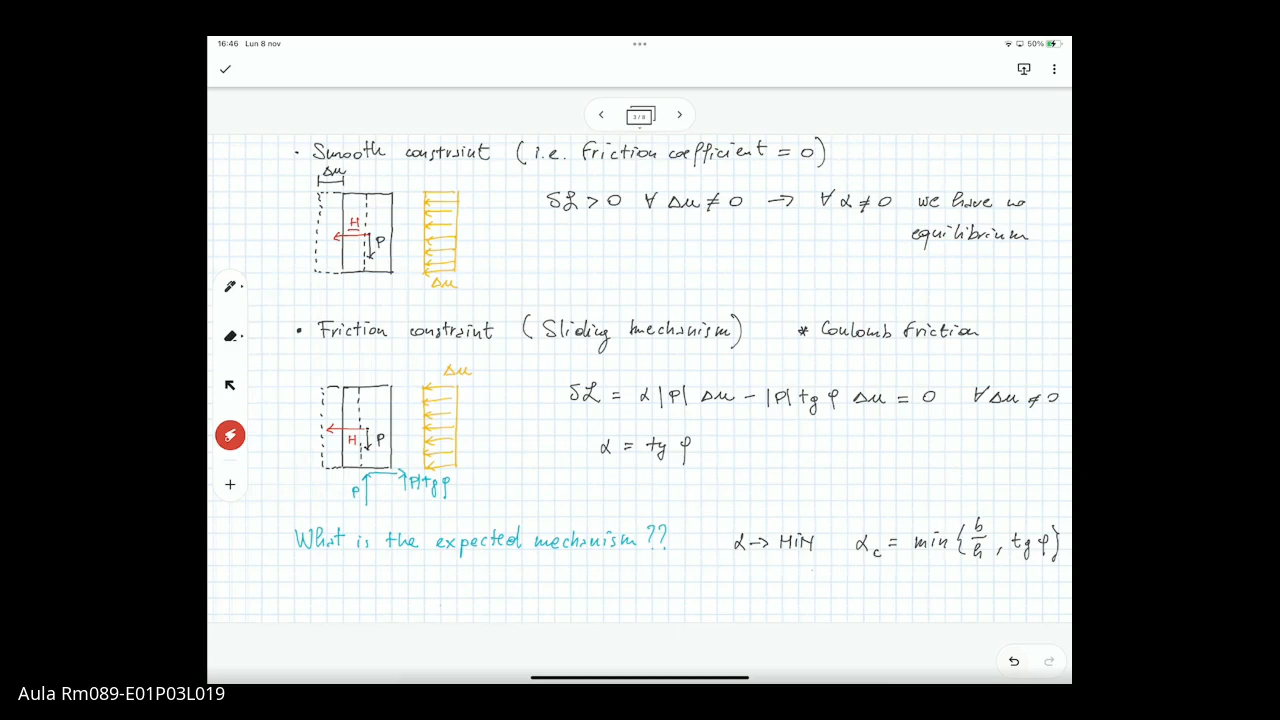 16:46 Lun 8 nov
50%
3 / 8
· Smooth constraint (i.e. friction coefficient = 0)
Δu
δℒ > 0 ∀ Δu ≠ 0 → ∀ α ≠ 0 we have no
equilibrium
H
P
Δu
• Friction constraint (Sliding mechanism) * Coulomb friction
Δu
δℒ = α |P| Δu − |P| tg φ Δu = 0 ∀ Δu ≠ 0
H P
α = tg φ
P |P| tg φ
What is the expected mechanism ?? α → MIN α_c = min { b/h , tg φ }
Aula Rm089-E01P03L019